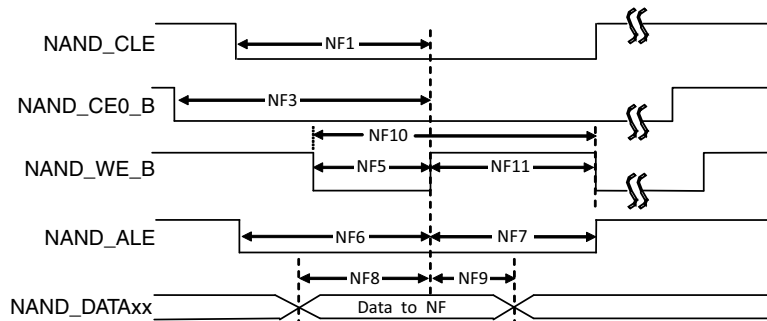 NAND_CLE
NF1
NAND_CE0_B
NF3
NF10
NAND_WE_B
NF5
NF11
NAND_ALE
NF6
NF7
NF8
NF9
NAND_DATAxx
Data to NF